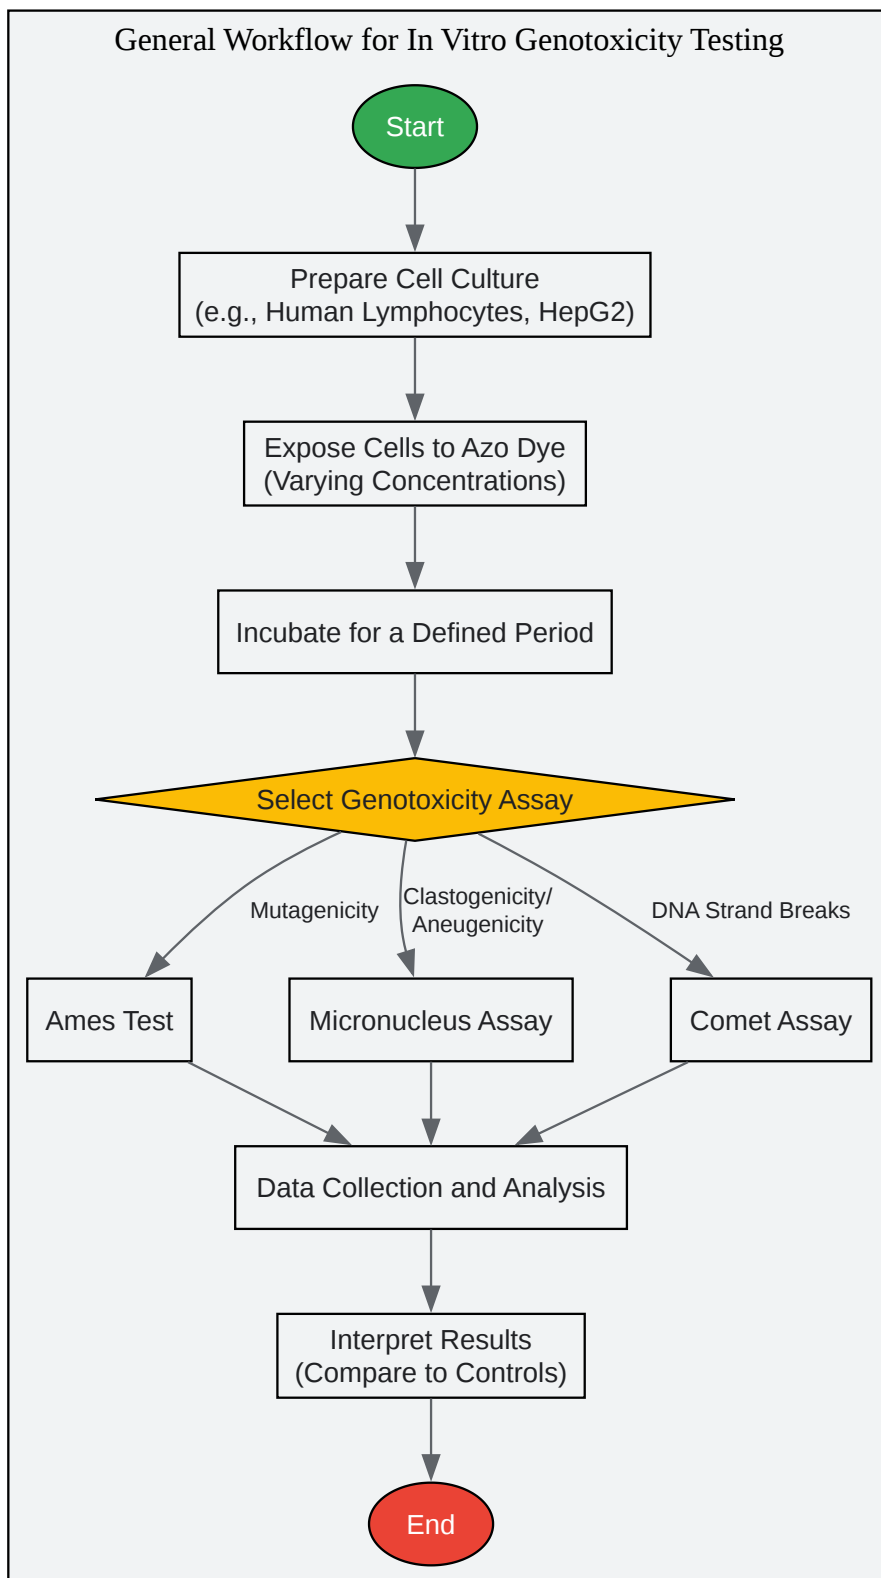 General Workflow for In Vitro Genotoxicity Testing
Start
Prepare Cell Culture
(e.g., Human Lymphocytes, HepG2)
Expose Cells to Azo Dye
(Varying Concentrations)
Incubate for a Defined Period
Select Genotoxicity Assay
Mutagenicity
Clastogenicity/
Aneugenicity
DNA Strand Breaks
Ames Test
Micronucleus Assay
Comet Assay
Data Collection and Analysis
Interpret Results
(Compare to Controls)
End